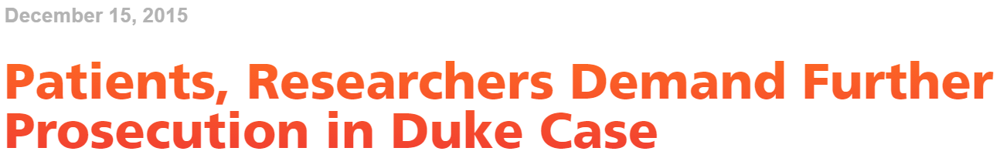 December 15, 2015
Patients, Researchers Demand Further
Prosecution in Duke Case